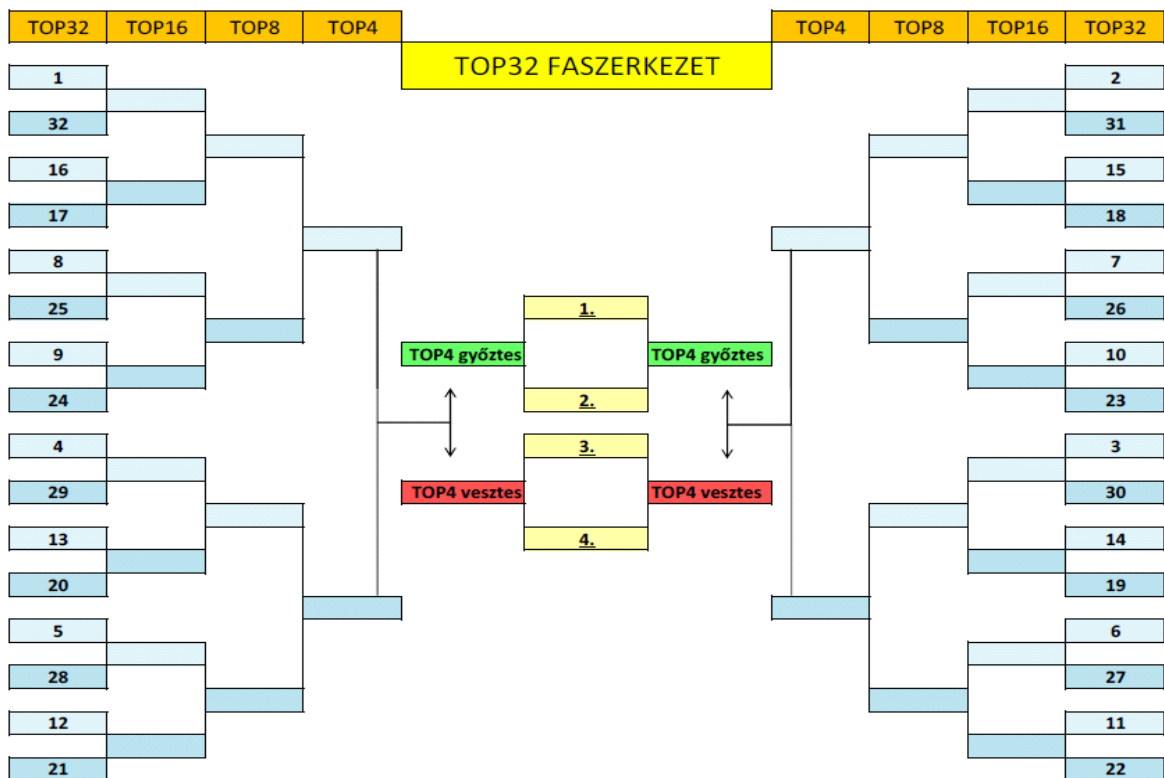 TOP32 TOP16 TOP8 TOP4 TOP4 TOP8 TOP16 TOP32
TOP32 FASZERKEZET
1 2
32 31
16 15
17 18
8 7
25 1. 26
9 TOP4 győztes TOP4 győztes 10
24 2. 23
4 3. 3
29 TOP4 vesztes TOP4 vesztes 30
13 4. 14
20 19
5 6
28 27
12 11
21 22